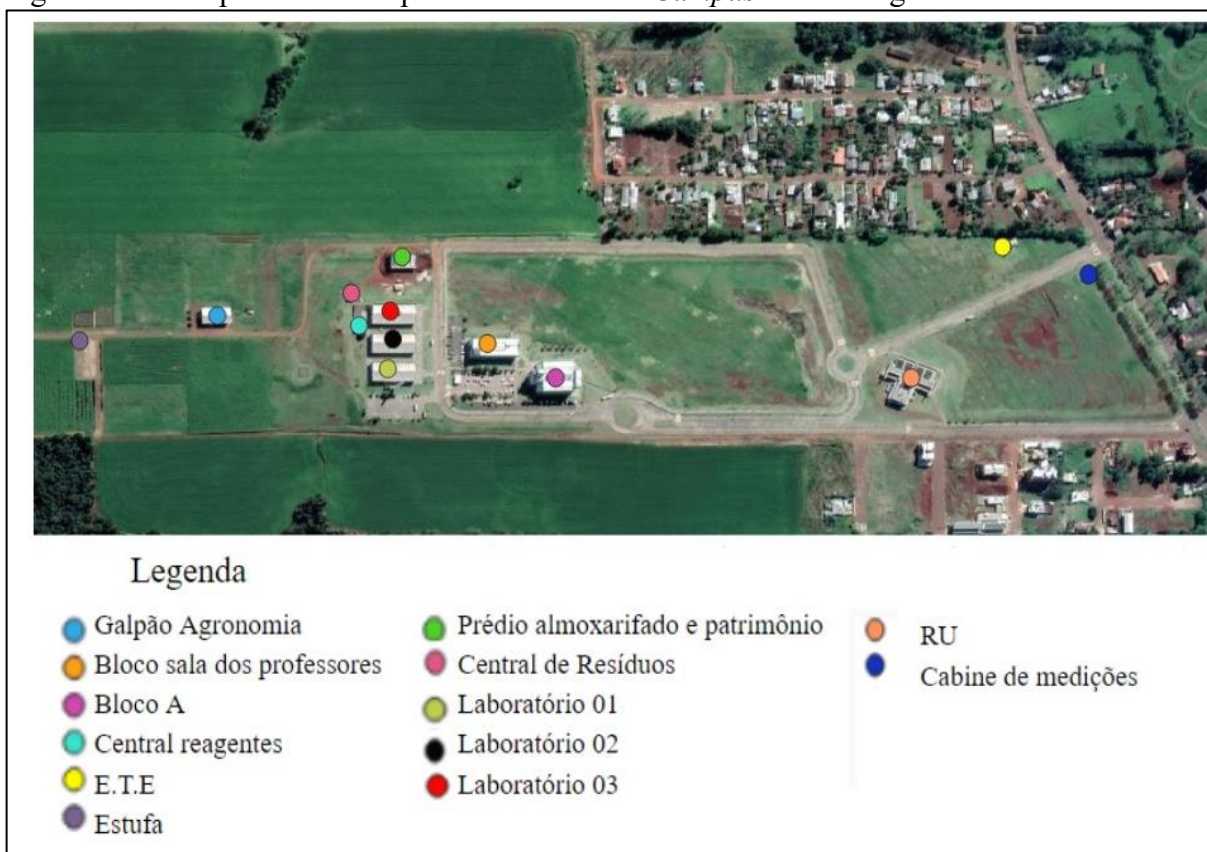 Campus
Legenda
Galpão Agronomia
Bloco sala dos professores
Bloco A
Central reagentes
E.T.E
Estufa
Prédio almoxarifado e patrimônio
Central de Resíduos
Laboratório 01
Laboratório 02
Laboratório 03
RU
Cabine de medições